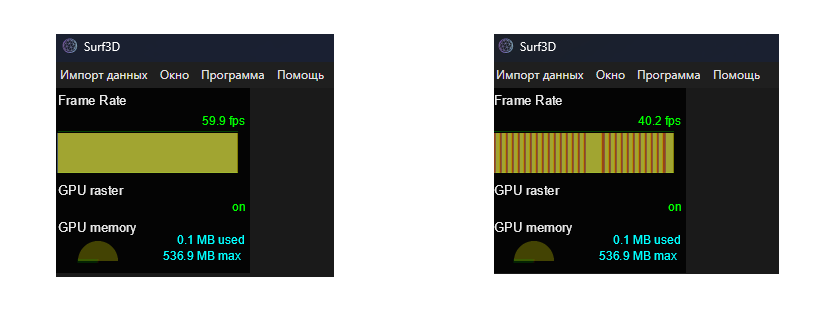 Surf3D
Импорт данных Окно Программа Помощь
Frame Rate
59.9 fps
GPU raster
on
GPU memory
0.1 MB used
536.9 MB max
Surf3D
Импорт данных Окно Программа Помощь
Frame Rate
40.2 fps
GPU raster
on
GPU memory
0.1 MB used
536.9 MB max